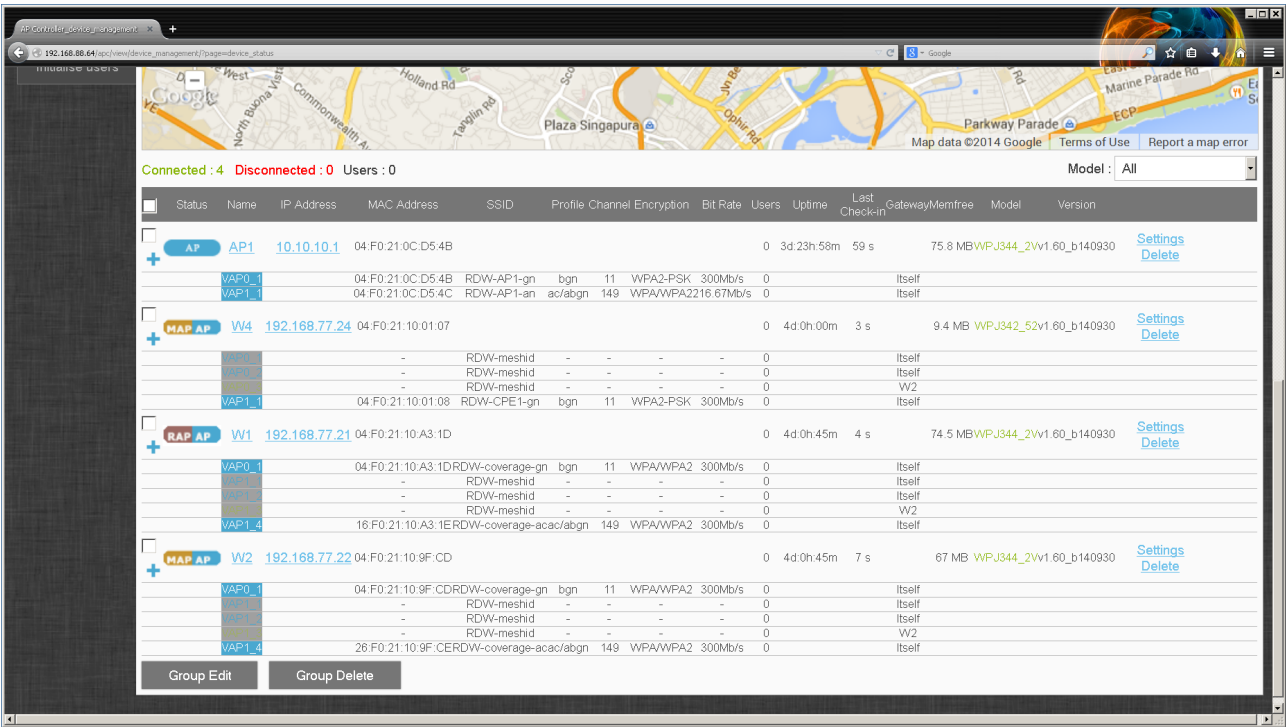 AP Controller_device_management × +
192.168.88.64/apc/view/device_management/?page=device_status
Google
Initialise users
Google
West
North Buona Vista
Commonwealth
Holland Rd
Tanglin Rd
Plaza Singapura
Ophir Rd
Marine Parade Rd
ECP
Parkway Parade
Map data ©2014 Google Terms of Use Report a map error
Connected : 4 Disconnected : 0 Users : 0 Model : All
Status Name IP Address MAC Address SSID Profile Channel Encryption Bit Rate Users Uptime Last Check-in Gateway Memfree Model Version
AP AP1 10.10.10.1 04:F0:21:0C:D5:4B 0 3d:23h:58m 59 s 75.8 MB WPJ344_2V v1.60_b140930 Settings
Delete
VAP0_1 04:F0:21:0C:D5:4B RDW-AP1-gn bgn 11 WPA2-PSK 300Mb/s 0 Itself
VAP1_1 04:F0:21:0C:D5:4C RDW-AP1-an ac/abgn 149 WPA/WPA2 216.67Mb/s 0 Itself
MAP AP W4 192.168.77.24 04:F0:21:10:01:07 0 4d:0h:00m 3 s 9.4 MB WPJ342_52 v1.60_b140930 Settings
Delete
VAP0_1 - RDW-meshid - - - - 0 Itself
VAP0_2 - RDW-meshid - - - - 0 Itself
- RDW-meshid - - - - 0 W2
VAP1_1 04:F0:21:10:01:08 RDW-CPE1-gn bgn 11 WPA2-PSK 300Mb/s 0 Itself
RAP AP W1 192.168.77.21 04:F0:21:10:A3:1D 0 4d:0h:45m 4 s 74.5 MB WPJ344_2V v1.60_b140930 Settings
Delete
VAP0_1 04:F0:21:10:A3:1D RDW-coverage-gn bgn 11 WPA/WPA2 300Mb/s 0 Itself
VAP1_1 - RDW-meshid - - - - 0 Itself
VAP1_2 - RDW-meshid - - - - 0 Itself
- RDW-meshid - - - - 0 W2
VAP1_4 16:F0:21:10:A3:1E RDW-coverage-ac ac/abgn 149 WPA/WPA2 300Mb/s 0 Itself
MAP AP W2 192.168.77.22 04:F0:21:10:9F:CD 0 4d:0h:45m 7 s 67 MB WPJ344_2V v1.60_b140930 Settings
Delete
VAP0_1 04:F0:21:10:9F:CD RDW-coverage-gn bgn 11 WPA/WPA2 300Mb/s 0 Itself
VAP1_1 - RDW-meshid - - - - 0 Itself
VAP1_2 - RDW-meshid - - - - 0 Itself
- RDW-meshid - - - - 0 W2
VAP1_4 26:F0:21:10:9F:CE RDW-coverage-ac ac/abgn 149 WPA/WPA2 300Mb/s 0 Itself
Group Edit Group Delete